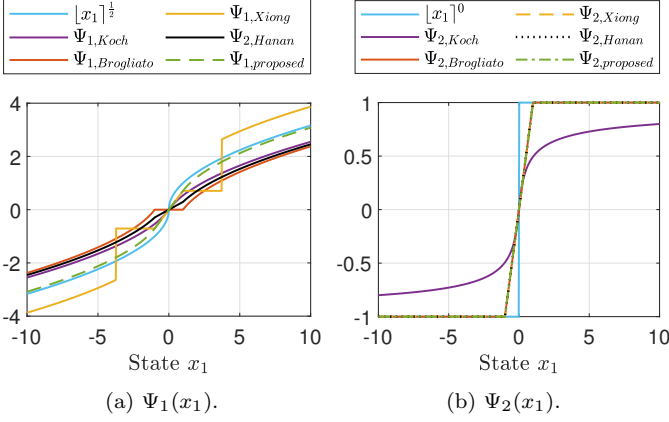 ⌊x₁⌉^{1/2} Ψ₁,Xiong
Ψ₁,Koch Ψ₂,Hanan
Ψ₁,Brogliato Ψ₁,proposed
4
2
0
-2
-4
-10 -5 0 5 10
State x₁
(a) Ψ₁(x₁).
⌊x₁⌉⁰ Ψ₂,Xiong
Ψ₂,Koch Ψ₂,Hanan
Ψ₂,Brogliato Ψ₂,proposed
1
0.5
0
-0.5
-1
-10 -5 0 5 10
State x₁
(b) Ψ₂(x₁).